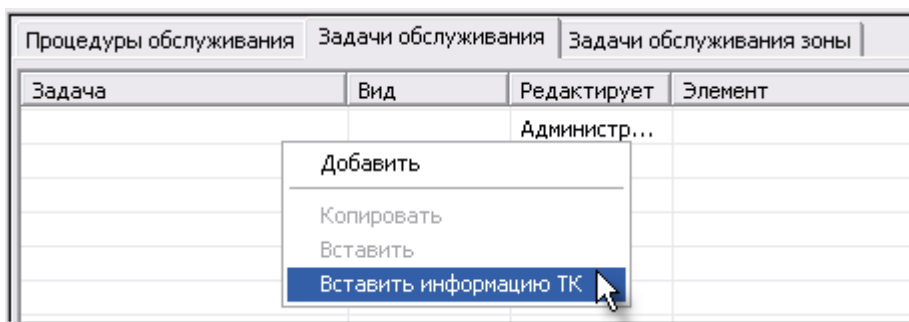 Процедуры обслуживания Задачи обслуживания Задачи обслуживания зоны
Задача Вид Редактирует Элемент
Администр...
Добавить
Копировать
Вставить
Вставить информацию ТК